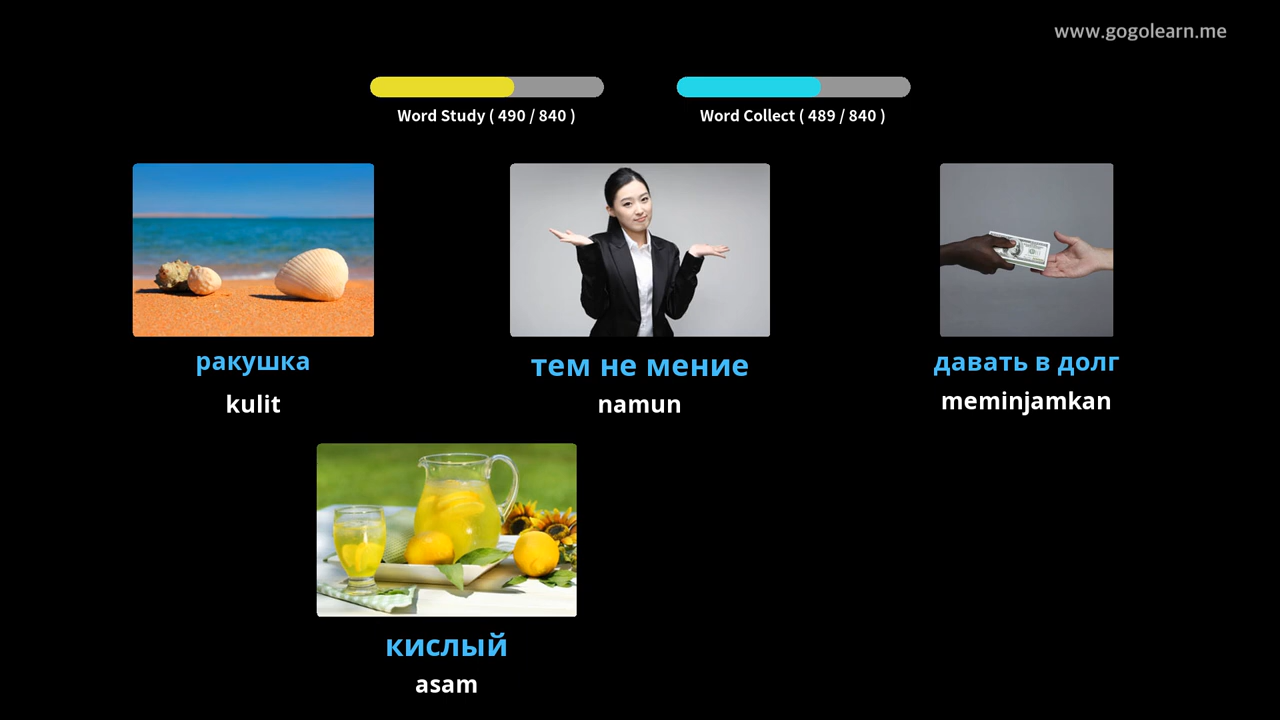 www.gogolearn.me
Word Study ( 490 / 840 )
Word Collect ( 489 / 840 )
ракушка
kulit
тем не мение
namun
давать в долг
meminjamkan
кислый
asam